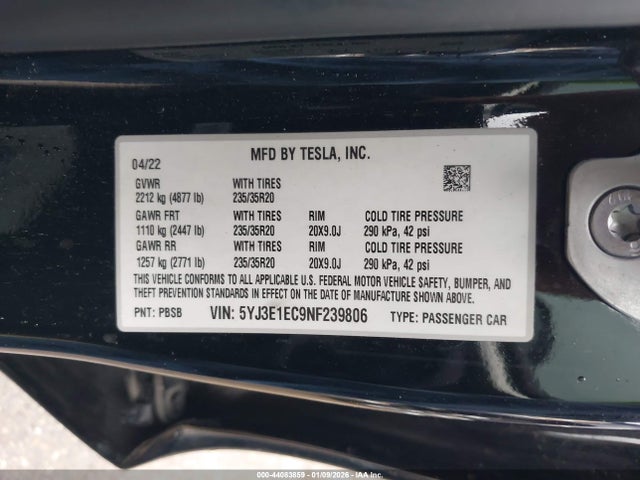 04/22 MFD BY TESLA, INC.
GVWR WITH TIRES
2212 kg (4877 lb) 235/35R20
GAWR FRT WITH TIRES RIM COLD TIRE PRESSURE
1110 kg (2447 lb) 235/35R20 20X9.0J 290 kPa, 42 psi
GAWR RR WITH TIRES RIM COLD TIRE PRESSURE
1257 kg (2771 lb) 235/35R20 20X9.0J 290 kPa, 42 psi
THIS VEHICLE CONFORMS TO ALL APPLICABLE U.S. FEDERAL MOTOR VEHICLE SAFETY, BUMPER, AND
THEFT PREVENTION STANDARDS IN EFFECT ON THE DATE OF MANUFACTURE SHOWN ABOVE.
PNT: PBSB VIN: 5YJ3E1EC9NF239806 TYPE: PASSENGER CAR
000-44083859 - 01/09/2026 - IAA Inc.